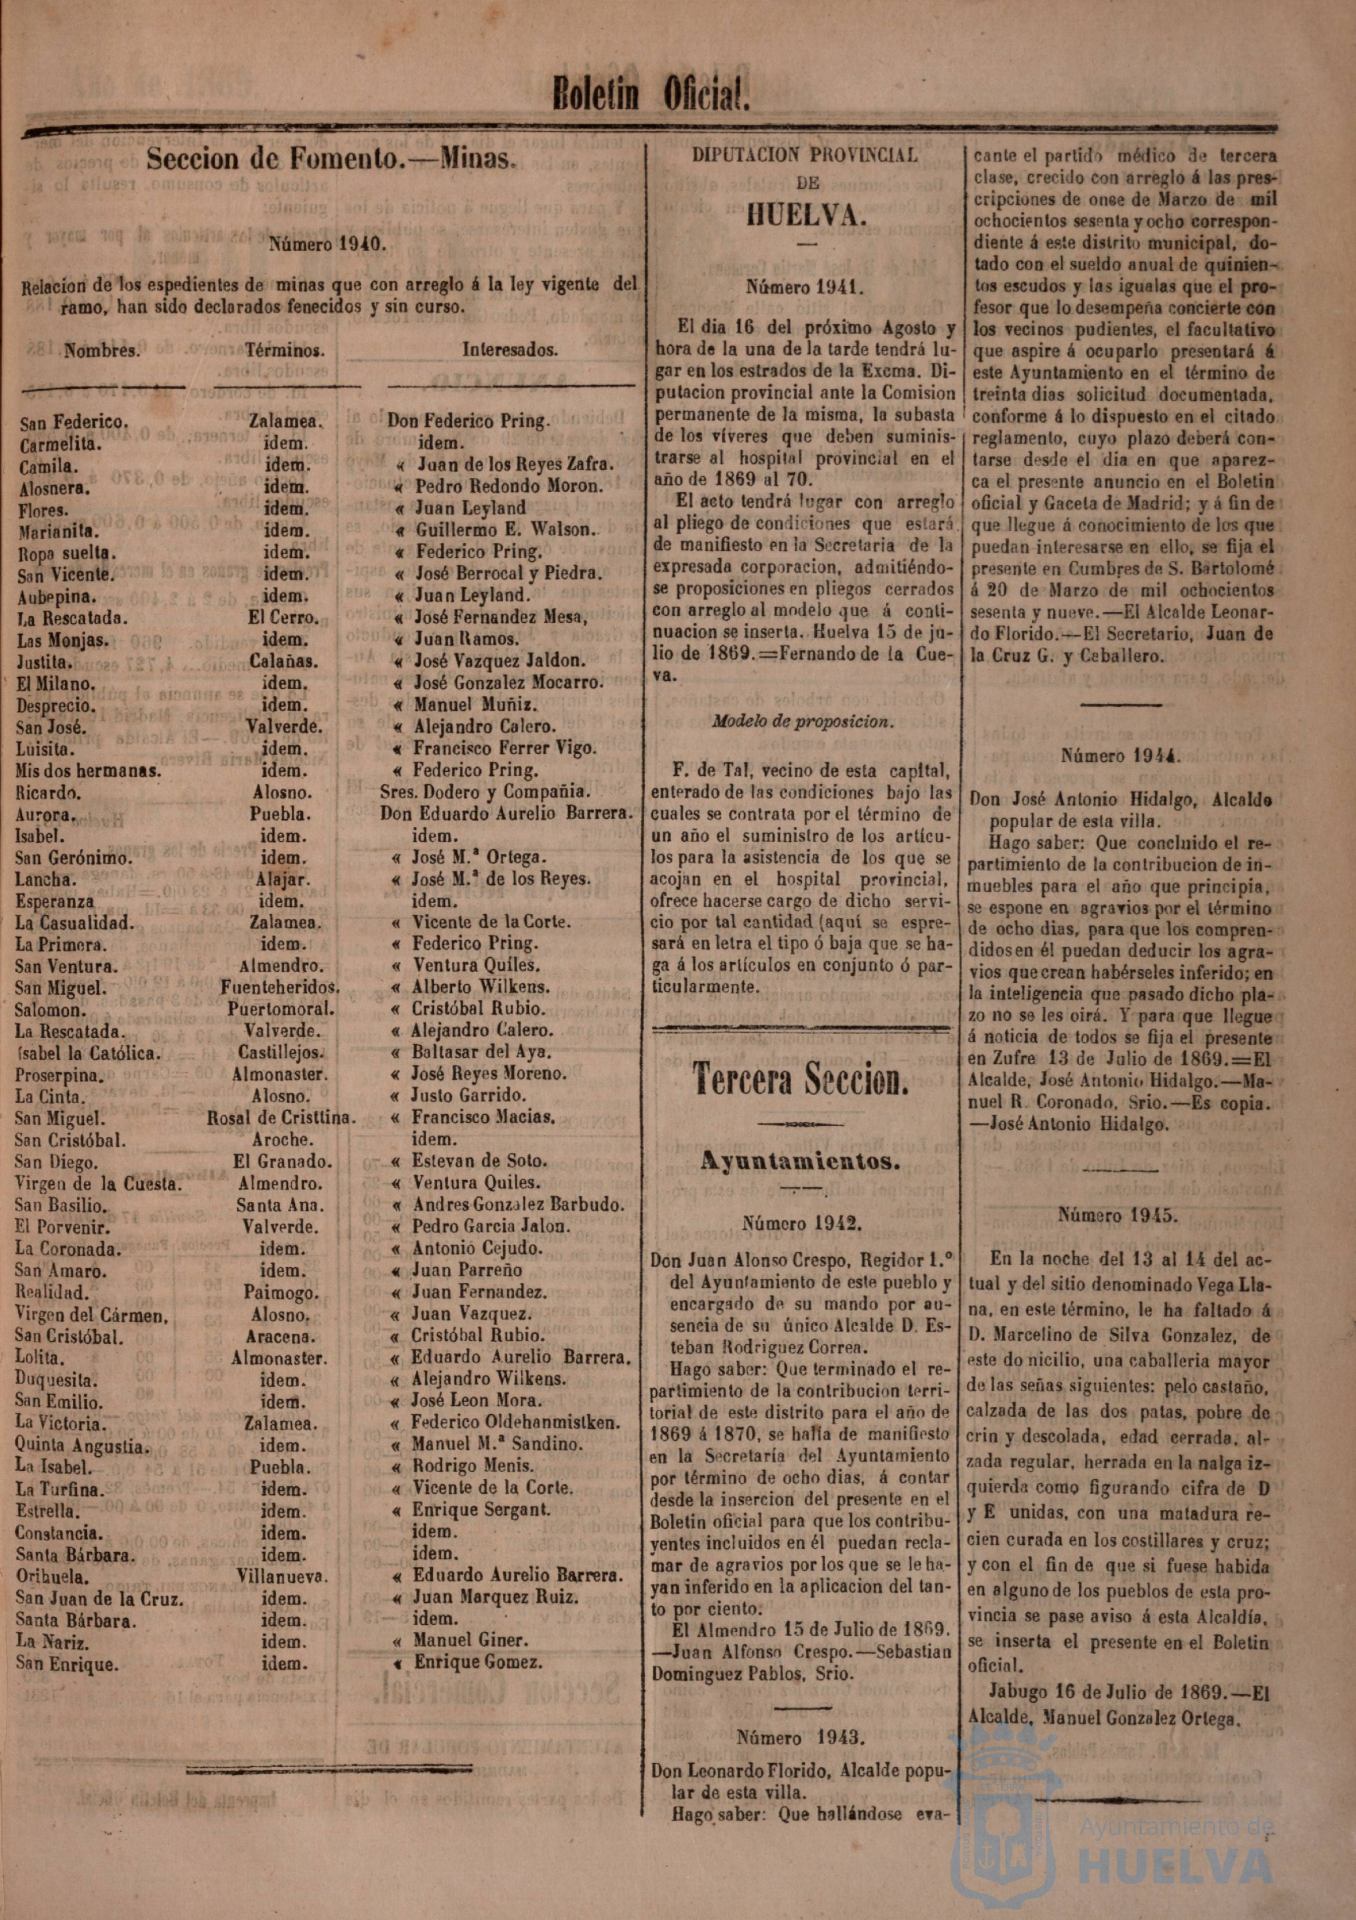 Boletin Oficial.
Seccion de Fomento.—Minas.
Número 1940.
Relacion de los espedientes de minas que con arreglo á la ley vigente del
ramo, han sido declarados fenecidos y sin curso.
Nombres. Términos. Interesados.
San Federico. Zalamea. Don Federico Pring.
Carmelita. idem. idem.
Camila. idem. « Juan de los Reyes Zafra.
Alosnera. idem. « Pedro Redondo Moron.
Flores. idem. « Juan Leyland
Marianita. idem. « Guillermo E. Walson.
Ropa suelta. idem. « Federico Pring.
San Vicente. idem. « José Berrocal y Piedra.
Aubepina. idem. « Juan Leyland.
La Rescatada. El Cerro. « José Fernandez Mesa,
Las Monjas. idem. « Juan Ramos.
Justita. Calañas. « José Vazquez Jaldon.
El Milano. idem. « José Gonzalez Mocarro.
Desprecio. idem. « Manuel Muñiz.
San José. Valverde. « Alejandro Calero.
Luisita. idem. « Francisco Ferrer Vigo.
Mis dos hermanas. idem. « Federico Pring.
Ricardo. Alosno. Sres. Dodero y Compañia.
Aurora. Puebla. Don Eduardo Aurelio Barrera.
Isabel. idem. idem.
San Gerónimo. idem. « José M.ª Ortega.
Lancha. Alajar. « José M.ª de los Reyes.
Esperanza idem. idem.
La Casualidad. Zalamea. « Vicente de la Corte.
La Primera. idem. « Federico Pring.
San Ventura. Almendro. « Ventura Quiles.
San Miguel. Fuenteheridos. « Alberto Wilkens.
Salomon. Puertomoral. « Cristóbal Rubio.
La Rescatada. Valverde. « Alejandro Calero.
Isabel la Católica. Castillejos. « Baltasar del Aya.
Proserpina. Almonaster. « José Reyes Moreno.
La Cinta. Alosno. « Justo Garrido.
San Miguel. Rosal de Cristtina. « Francisco Macias.
San Cristóbal. Aroche. idem.
San Diego. El Granado. « Estevan de Soto.
Virgen de la Cuesta. Almendro. « Ventura Quiles.
San Basilio. Santa Ana. « Andres Gonzalez Barbudo.
El Porvenir. Valverde. « Pedro Garcia Jalon.
La Coronada. idem. « Antonio Cejudo.
San Amaro. idem. « Juan Parreño
Realidad. Paimogo. « Juan Fernandez.
Virgen del Cármen, Alosno. « Juan Vazquez.
San Cristóbal. Aracena. « Cristóbal Rubio.
Lolita. Almonaster. « Eduardo Aurelio Barrera.
Duquesita. idem. « Alejandro Wilkens.
San Emilio. idem. « José Leon Mora.
La Victoria. Zalamea. « Federico Oldehanmistken.
Quinta Angustia. idem. « Manuel M.ª Sandino.
La Isabel. Puebla. « Rodrigo Menis.
La Turfina. idem. « Vicente de la Corte.
Estrella. idem. « Enrique Sergant.
Constancia. idem. idem.
Santa Bárbara. idem. idem.
Orihuela. Villanueva. « Eduardo Aurelio Barrera.
San Juan de la Cruz. idem. « Juan Marquez Ruiz.
Santa Bárbara. idem. idem.
La Nariz. idem. « Manuel Giner.
San Enrique. idem. « Enrique Gomez.
DIPUTACION PROVINCIAL
DE
HUELVA.
Número 1941.
El dia 16 del próximo Agosto y
hora de la una de la tarde tendrá lu-
gar en los estrados de la Exema. Di-
putacion provincial ante la Comision
permanente de la misma, la subasta
de los víveres que deben suminis-
trarse al hospital provincial en el
año de 1869 al 70.
El acto tendrá lugar con arreglo
al pliego de condiciones que estará
de manifiesto en la Secretaria de la
expresada corporacion, admitiéndo-
se proposiciones en pliegos cerrados
con arreglo al modelo que á conti-
nuacion se inserta. Huelva 15 de ju-
lio de 1869.=Fernando de la Cue-
va.
Modelo de proposicion.
F. de Tal, vecino de esta capital,
enterado de las condiciones bajo las
cuales se contrata por el término de
un año el suministro de los artícu-
los para la asistencia de los que se
acojan en el hospital provincial,
ofrece hacerse cargo de dicho servi-
cio por tal cantidad (aquí se espre-
sará en letra el tipo ó baja que se ha-
ga á los artículos en conjunto ó par-
ticularmente.
Tercera Seccion.
Ayuntamientos.
Número 1942.
Don Juan Alonso Crespo, Regidor 1.º
del Ayuntamiento de este pueblo y
encargado de su mando por au-
sencia de su único Alcalde D. Es-
teban Rodriguez Correa.
Hago saber: Que terminado el re-
partimiento de la contribucion terri-
torial de este distrito para el año de
1869 á 1870, se halla de manifiesto
en la Secretaría del Ayuntamiento
por término de ocho dias, á contar
desde la insercion del presente en el
Boletin oficial para que los contribu-
yentes incluidos en él puedan recla-
mar de agravios por los que se le ha-
yan inferido en la aplicacion del tan-
to por ciento.
El Almendro 15 de Julio de 1869.
—Juan Alfonso Crespo.—Sebastian
Dominguez Pablos, Srio.
Número 1943.
Don Leonardo Florido, Alcalde popu-
lar de esta villa.
Hago saber: Que hallándose eva-
cante el partido médico de tercera
clase, crecido con arreglo á las pres-
cripciones de onse de Marzo de mil
ochocientos sesenta y ocho correspon-
diente á este distrito municipal, do-
tado con el sueldo anual de quinien-
tos escudos y las igualas que el pro-
fesor que lo desempeña concierte con
los vecinos pudientes, el facultativo
que aspire á ocuparlo presentará á
este Ayuntamiento en el término de
treinta dias solicitud documentada,
conforme á lo dispuesto en el citado
reglamento, cuyo plazo deberá con-
tarse desde el dia en que aparez-
ca el presente anuncio en el Boletin
oficial y Gaceta de Madrid; y á fin de
que llegue á conocimiento de los que
puedan interesarse en ello, se fija el
presente en Cumbres de S. Bartolomé
á 20 de Marzo de mil ochocientos
sesenta y nueve.—El Alcalde Leonar-
do Florido.—El Secretario, Juan de
la Cruz G. y Ceballero.
Número 1944.
Don José Antonio Hidalgo, Alcalde
popular de esta villa.
Hago saber: Que concluido el re-
partimiento de la contribucion de in-
muebles para el año que principia,
se espone en agravios por el término
de ocho dias, para que los compren-
didos en él puedan deducir los agra-
vios que crean habérseles inferido; en
la inteligencia que pasado dicho pla-
zo no se les oirá. Y para que llegue
á noticia de todos se fija el presente
en Zufre 13 de Julio de 1869.=El
Alcalde, José Antonio Hidalgo.—Ma-
nuel R. Coronado, Srio.—Es copia.
—José Antonio Hidalgo.
Número 1945.
En la noche del 13 al 14 del ac-
tual y del sitio denominado Vega Lla-
na, en este término, le ha faltado á
D. Marcelino de Silva Gonzalez, de
este do nicilio, una caballeria mayor
de las señas siguientes: pelo castaño,
calzada de las dos patas, pobre de
crin y descolada, edad cerrada, al-
zada regular, herrada en la nalga iz-
quierda como figurando cifra de D
y E unidas, con una matadura re-
cien curada en los costillares y cruz;
y con el fin de que si fuese habida
en alguno de los pueblos de esta pro-
vincia se pase aviso á esta Alcaldía,
se inserta el presente en el Boletin
oficial.
Jabugo 16 de Julio de 1869.—El
Alcalde, Manuel Gonzalez Ortega.
Ayuntamiento de
HUELVA